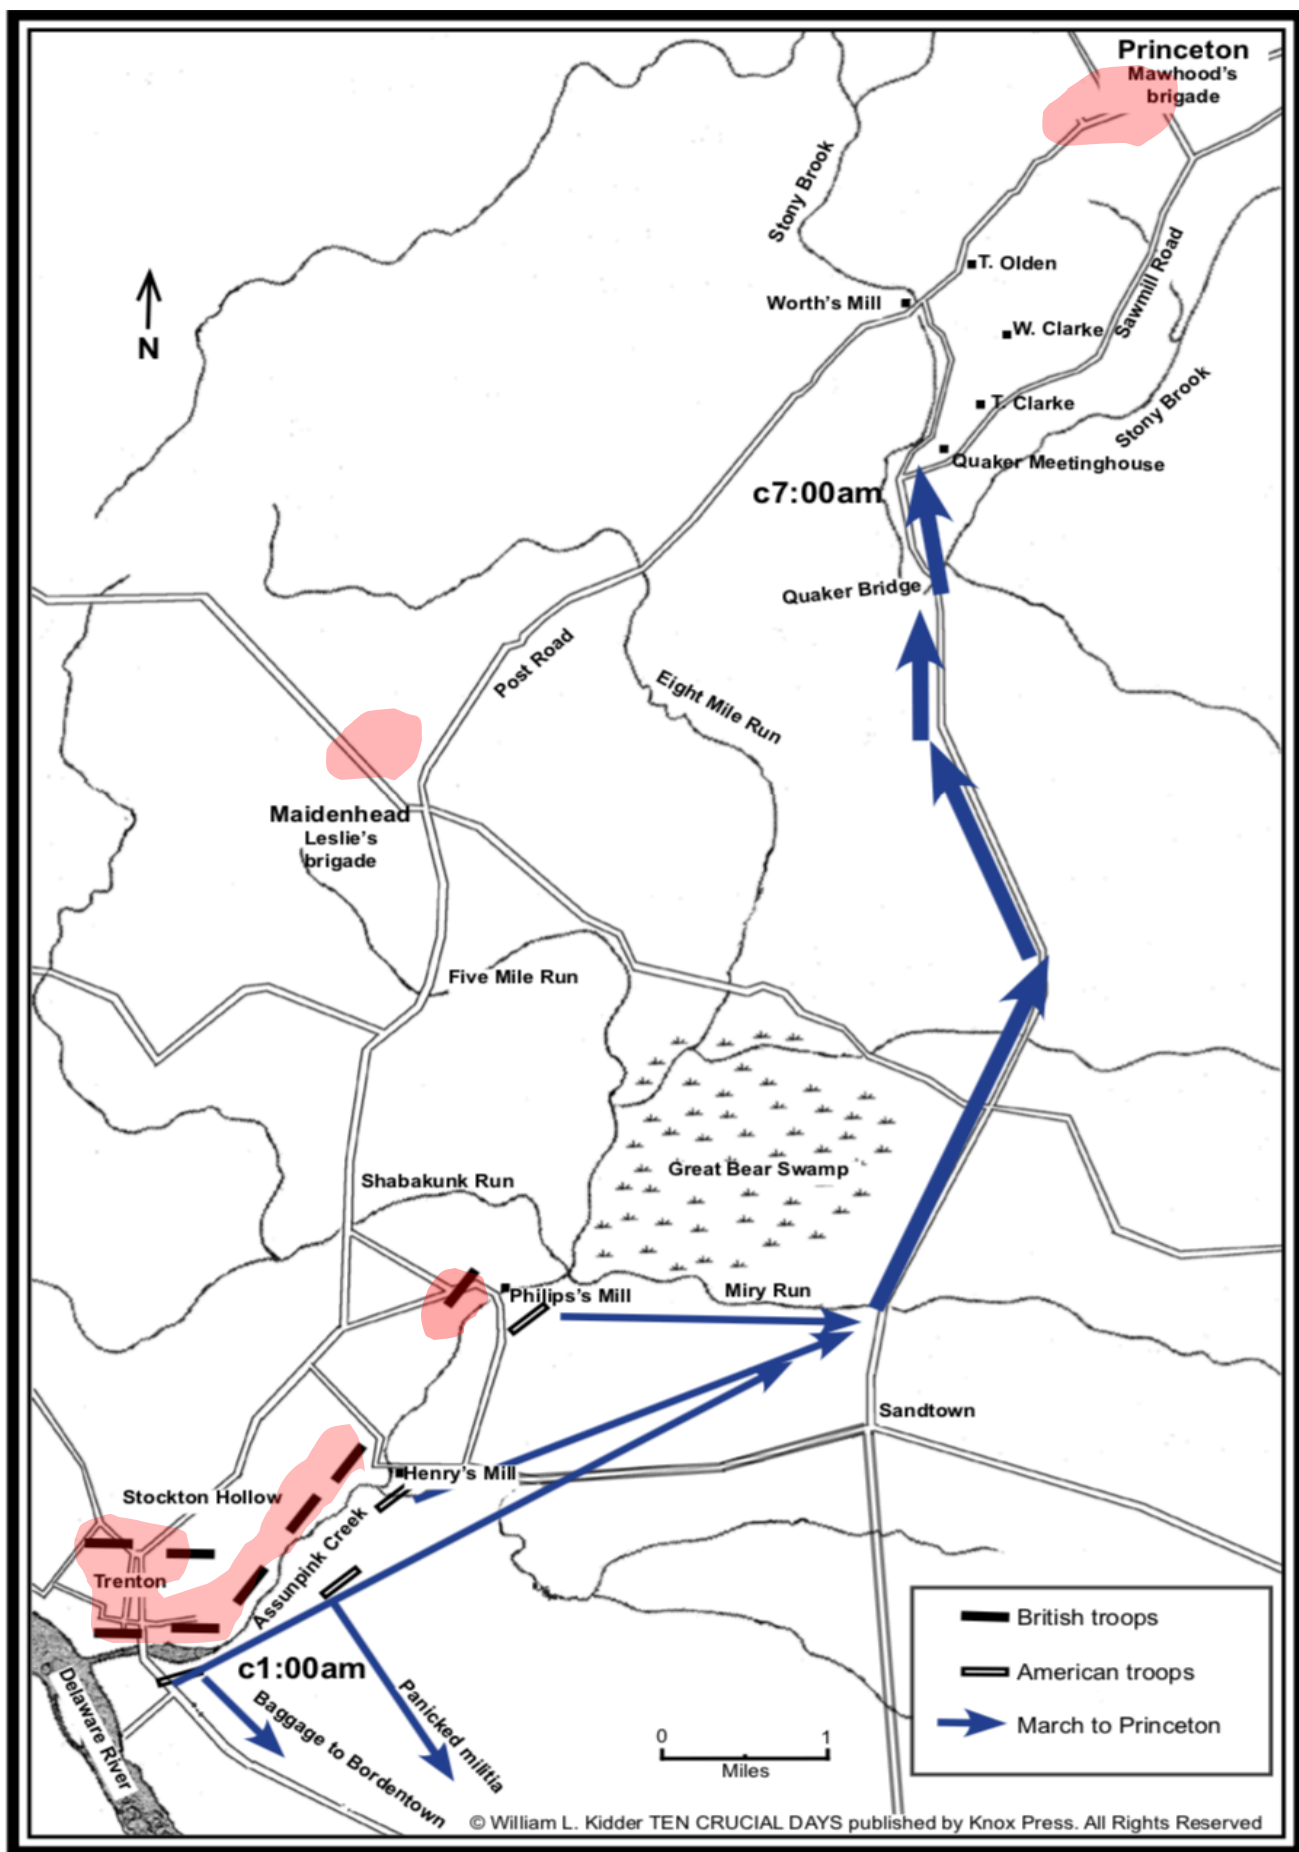 Princeton
Mawhood's
brigade
Stony Brook
T. Olden
Worth's Mill
W. Clarke
Sawmill Road
T. Clarke
Stony Brook
Quaker Meetinghouse
c7:00am
N
Quaker Bridge
Post Road
Eight Mile Run
Maidenhead
Leslie's
brigade
Five Mile Run
Great Bear Swamp
Shabakunk Run
Philips's Mill
Miry Run
Sandtown
Henry's Mill
Stockton Hollow
Assunpink Creek
Trenton
c1:00am
Delaware River
Baggage to Bordentown
Panicked militia
British troops
American troops
March to Princeton
0 1
Miles
© William L. Kidder TEN CRUCIAL DAYS published by Knox Press. All Rights Reserved